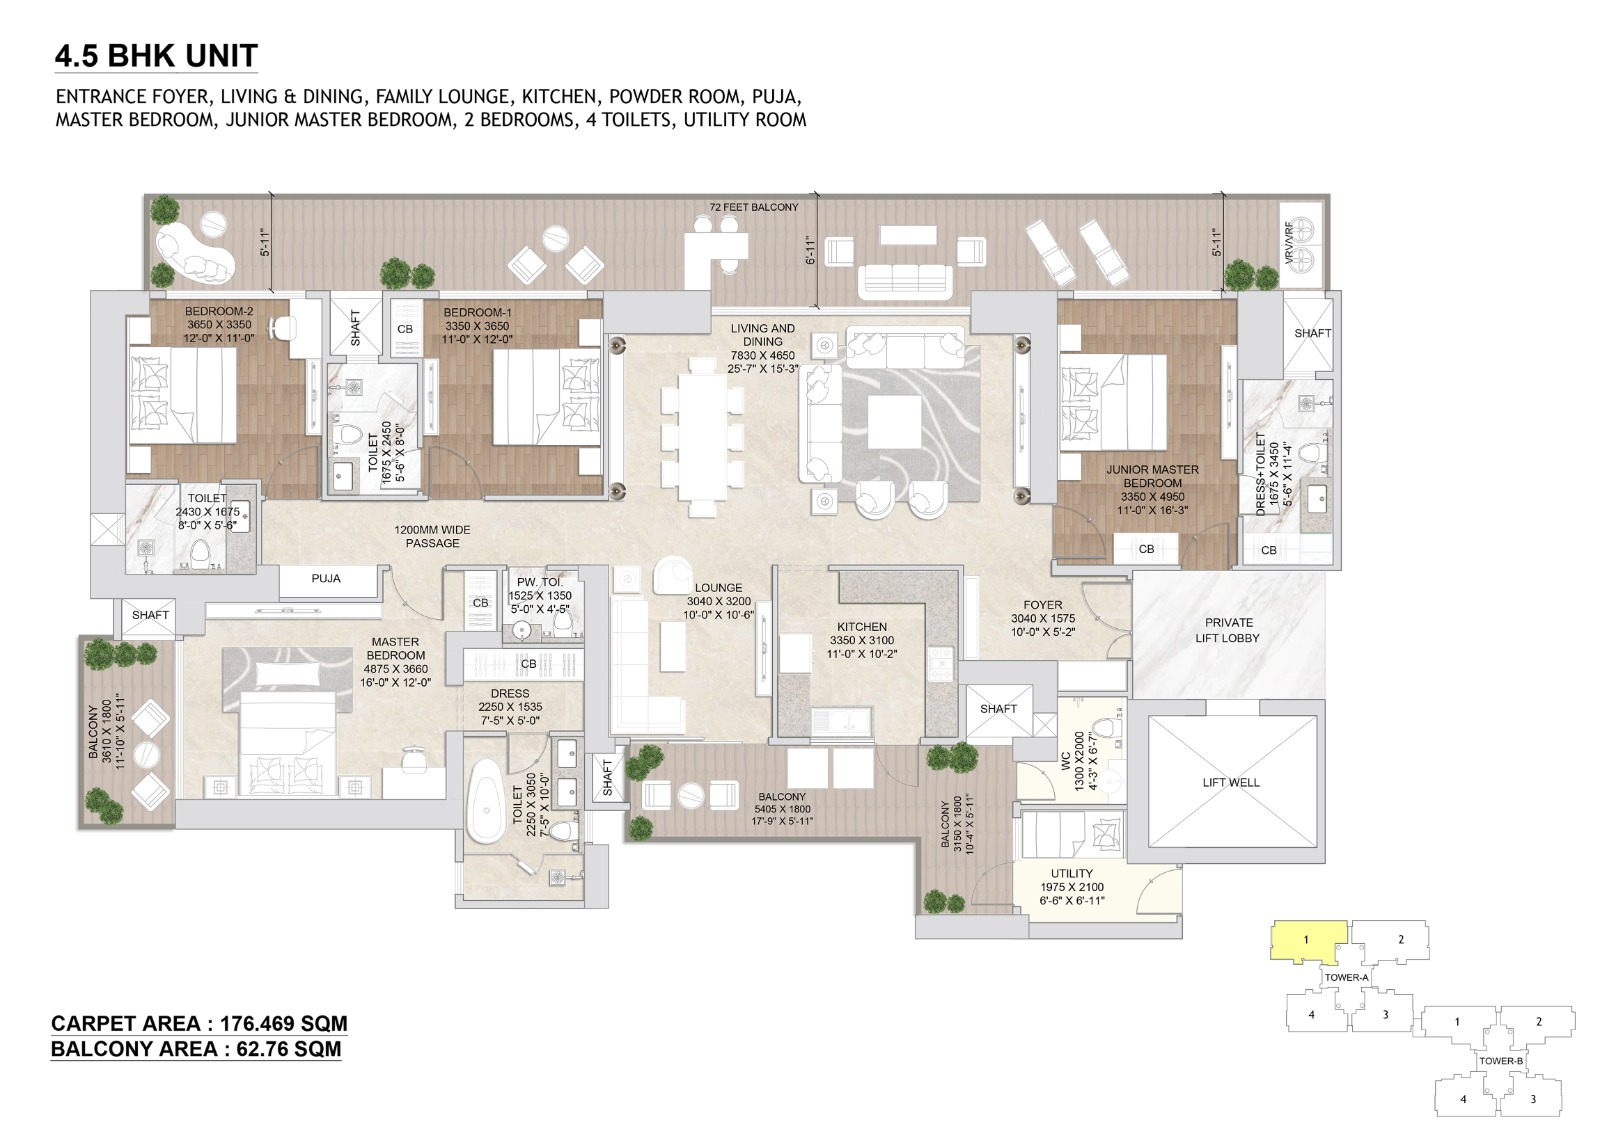 4.5 BHK UNIT
ENTRANCE FOYER, LIVING & DINING, FAMILY LOUNGE, KITCHEN, POWDER ROOM, PUJA,
MASTER BEDROOM, JUNIOR MASTER BEDROOM, 2 BEDROOMS, 4 TOILETS, UTILITY ROOM
72 FEET BALCONY
5'-11"
6'-11"
5'-11"
VRV/VRF
BEDROOM-2
3650 X 3350
12'-0" X 11'-0"
SHAFT
CB
BEDROOM-1
3350 X 3650
11'-0" X 12'-0"
LIVING AND
DINING
7830 X 4650
25'-7" X 15'-3"
SHAFT
TOILET
1675 X 2450
5'-6" X 8'-0"
JUNIOR MASTER
BEDROOM
3350 X 4950
11'-0" X 16'-3"
DRESS+TOILET
1675 X 3450
5'-6" X 11'-4"
TOILET
2430 X 1675
8'-0" X 5'-6"
1200MM WIDE
PASSAGE
CB
CB
PUJA
CB
PW. TOI.
1525 X 1350
5'-0" X 4'-5"
LOUNGE
3040 X 3200
10'-0" X 10'-6"
KITCHEN
3350 X 3100
11'-0" X 10'-2"
FOYER
3040 X 1575
10'-0" X 5'-2"
PRIVATE
LIFT LOBBY
SHAFT
MASTER
BEDROOM
4875 X 3660
16'-0" X 12'-0"
CB
DRESS
2250 X 1535
7'-5" X 5'-0"
SHAFT
BALCONY
3610 X 1800
11'-10" X 5'-11"
TOILET
2250 X 3050
7'-5" X 10'-0"
SHAFT
BALCONY
5405 X 1800
17'-9" X 5'-11"
BALCONY
3150 X 1800
10'-4" X 5'-11"
WC
1300 X2000
4'-3" X 6'-7"
LIFT WELL
UTILITY
1975 X 2100
6'-6" X 6'-11"
1
2
TOWER-A
4
3
1
2
TOWER-B
4
3
CARPET AREA : 176.469 SQM
BALCONY AREA : 62.76 SQM